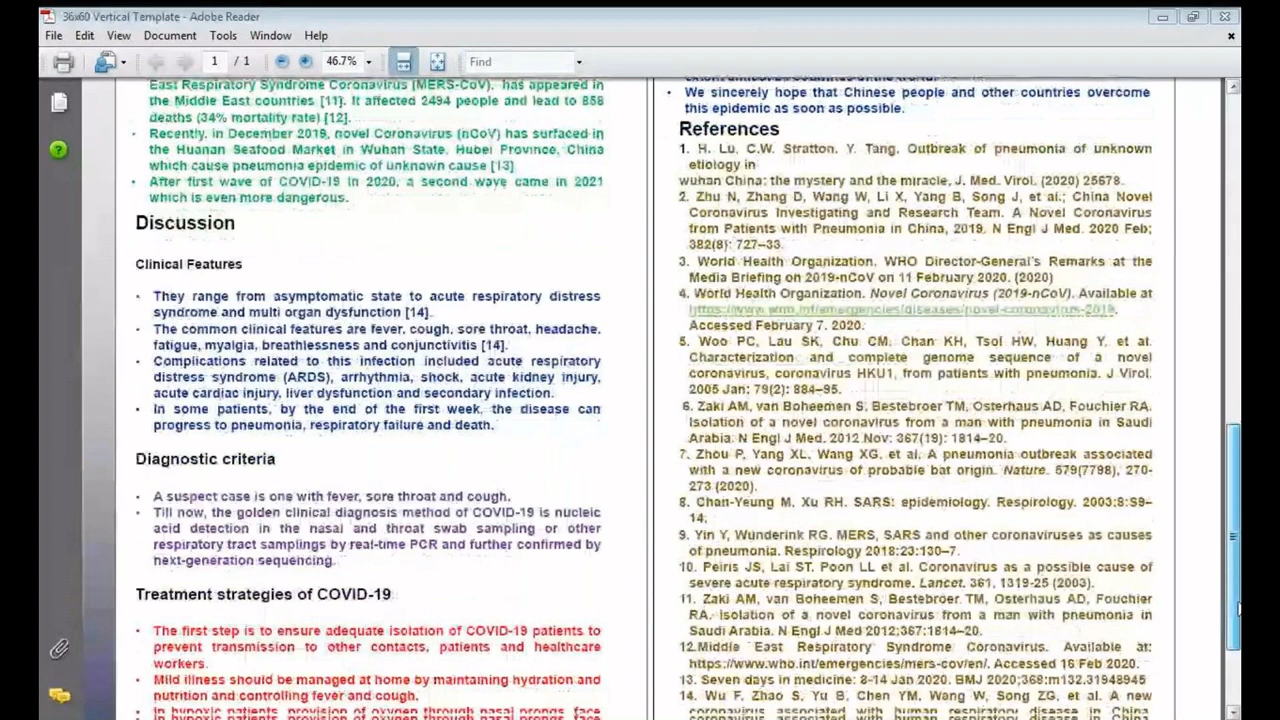 36x60 Vertical Template - Adobe Reader
File Edit View Document Tools Window Help
1 / 1 46.7% Find
East Respiratory Syndrome Coronavirus (MERS-CoV), has appeared
in the Middle East countries [11]. It affected 2494 people and lead to 858
deaths (34% mortality rate) [12].
• Recently, in December 2019, novel Coronavirus (nCoV) has surfaced in
the Huanan Seafood Market in Wuhan State, Hubei Province, China
which cause pneumonia epidemic of unknown cause [13]
• After first wave of COVID-19 in 2020, a second wave came in 2021
which is even more dangerous.
Discussion
Clinical Features
• They range from asymptomatic state to acute respiratory distress
syndrome and multi organ dysfunction [14].
• The common clinical features are fever, cough, sore throat, headache,
fatigue, myalgia, breathlessness and conjunctivitis [14].
• Complications related to this infection included acute respiratory
distress syndrome (ARDS), arrhythmia, shock, acute kidney injury,
acute cardiac injury, liver dysfunction and secondary infection.
• In some patients, by the end of the first week, the disease can
progress to pneumonia, respiratory failure and death.
Diagnostic criteria
• A suspect case is one with fever, sore throat and cough.
• Till now, the golden clinical diagnosis method of COVID-19 is nucleic
acid detection in the nasal and throat swab sampling or other
respiratory tract samplings by real-time PCR and further confirmed by
next-generation sequencing.
Treatment strategies of COVID-19
• The first step is to ensure adequate isolation of COVID-19 patients to
prevent transmission to other contacts, patients and healthcare
workers.
• Mild illness should be managed at home by maintaining hydration and
nutrition and controlling fever and cough.
• In hypoxic patients, provision of oxygen through nasal prongs, face
• We sincerely hope that Chinese people and other countries overcome
this epidemic as soon as possible.
References
1. H. Lu, C.W. Stratton, Y. Tang, Outbreak of pneumonia of unknown
etiology in
wuhan China: the mystery and the miracle, J. Med. Virol. (2020) 25678.
2. Zhu N, Zhang D, Wang W, Li X, Yang B, Song J, et al.; China Novel
Coronavirus Investigating and Research Team. A Novel Coronavirus
from Patients with Pneumonia in China, 2019. N Engl J Med. 2020 Feb;
382(8): 727–33.
3. World Health Organization. WHO Director-General's Remarks at the
Media Briefing on 2019-nCoV on 11 February 2020. (2020)
4. World Health Organization. Novel Coronavirus (2019-nCoV). Available at
https://www.who.int/emergencies/diseases/novel-coronavirus-2019.
Accessed February 7, 2020.
5. Woo PC, Lau SK, Chu CM, Chan KH, Tsoi HW, Huang Y, et al.
Characterization and complete genome sequence of a novel
coronavirus, coronavirus HKU1, from patients with pneumonia. J Virol.
2005 Jan; 79(2): 884–95.
6. Zaki AM, van Boheemen S, Bestebroer TM, Osterhaus AD, Fouchier RA.
Isolation of a novel coronavirus from a man with pneumonia in Saudi
Arabia. N Engl J Med. 2012 Nov; 367(19): 1814–20.
7. Zhou P, Yang XL, Wang XG, et al. A pneumonia outbreak associated
with a new coronavirus of probable bat origin. Nature. 579(7798), 270-
273 (2020).
8. Chan-Yeung M, Xu RH. SARS: epidemiology. Respirology. 2003;8:S9–
14;
9. Yin Y, Wunderink RG. MERS, SARS and other coronaviruses as causes
of pneumonia. Respirology 2018;23:130–7.
10. Peiris JS, Lai ST, Poon LL et al. Coronavirus as a possible cause of
severe acute respiratory syndrome. Lancet. 361, 1319-25 (2003).
11. Zaki AM, van Boheemen S, Bestebroer TM, Osterhaus AD, Fouchier
RA. Isolation of a novel coronavirus from a man with pneumonia in
Saudi Arabia. N Engl J Med 2012;367:1814–20.
12.Middle East Respiratory Syndrome Coronavirus. Available at:
https://www.who.int/emergencies/mers-cov/en/. Accessed 16 Feb 2020.
13. Seven days in medicine: 8-14 Jan 2020. BMJ 2020;368:m132.31948945
14. Wu F, Zhao S, Yu B, Chen YM, Wang W, Song ZG, et al. A new
coronavirus associated with human respiratory disease in China